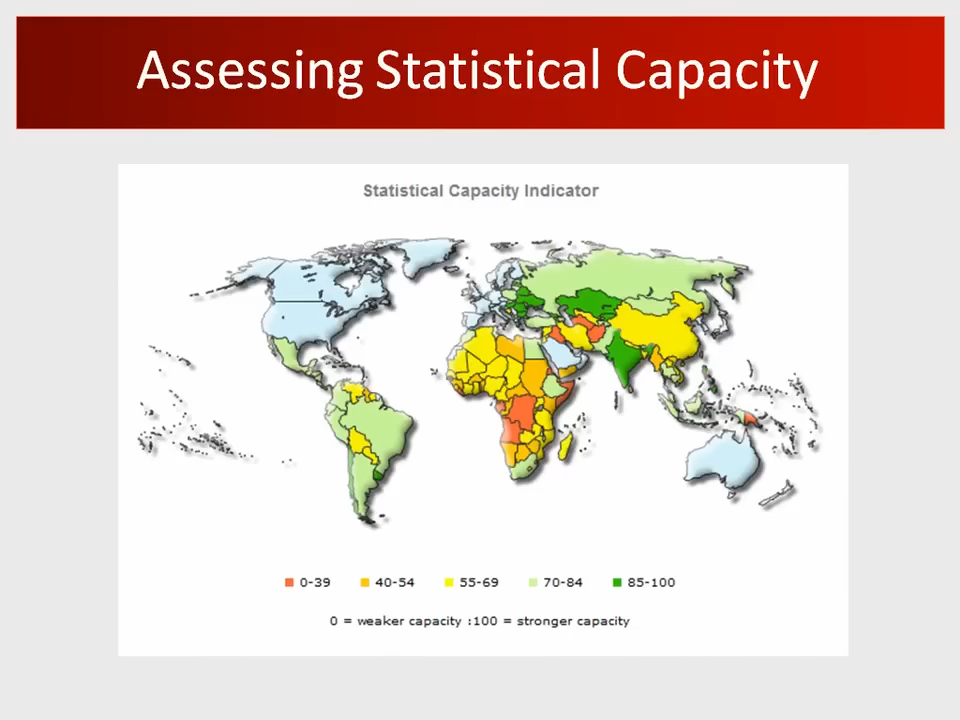 Assessing Statistical Capacity
Statistical Capacity Indicator
0-39 40-54 55-69 70-84 85-100
0 = weaker capacity :100 = stronger capacity